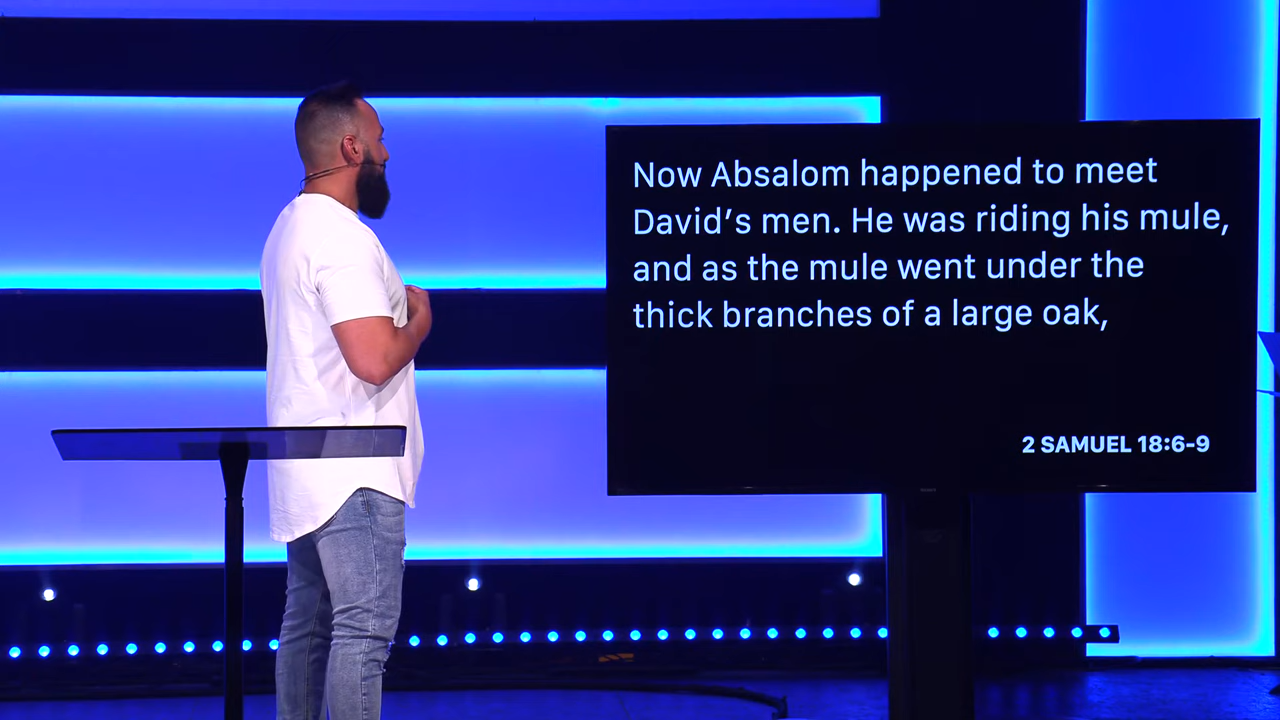 Now Absalom happened to meet
David’s men. He was riding his mule,
and as the mule went under the
thick branches of a large oak,
2 SAMUEL 18:6-9